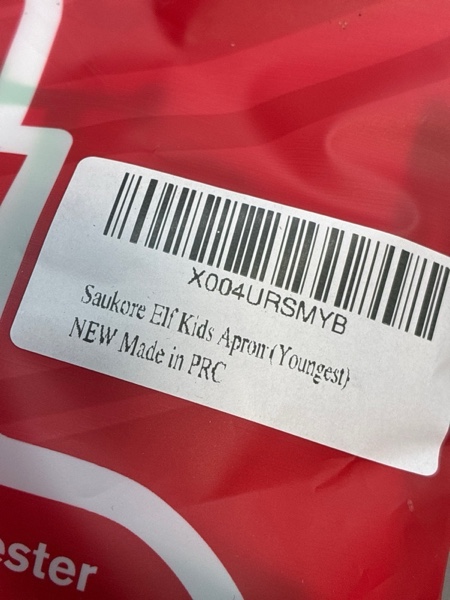 X004URSMYB
Saukore Elf Kids Apron (Youngest)
NEW Made in PRC
ester